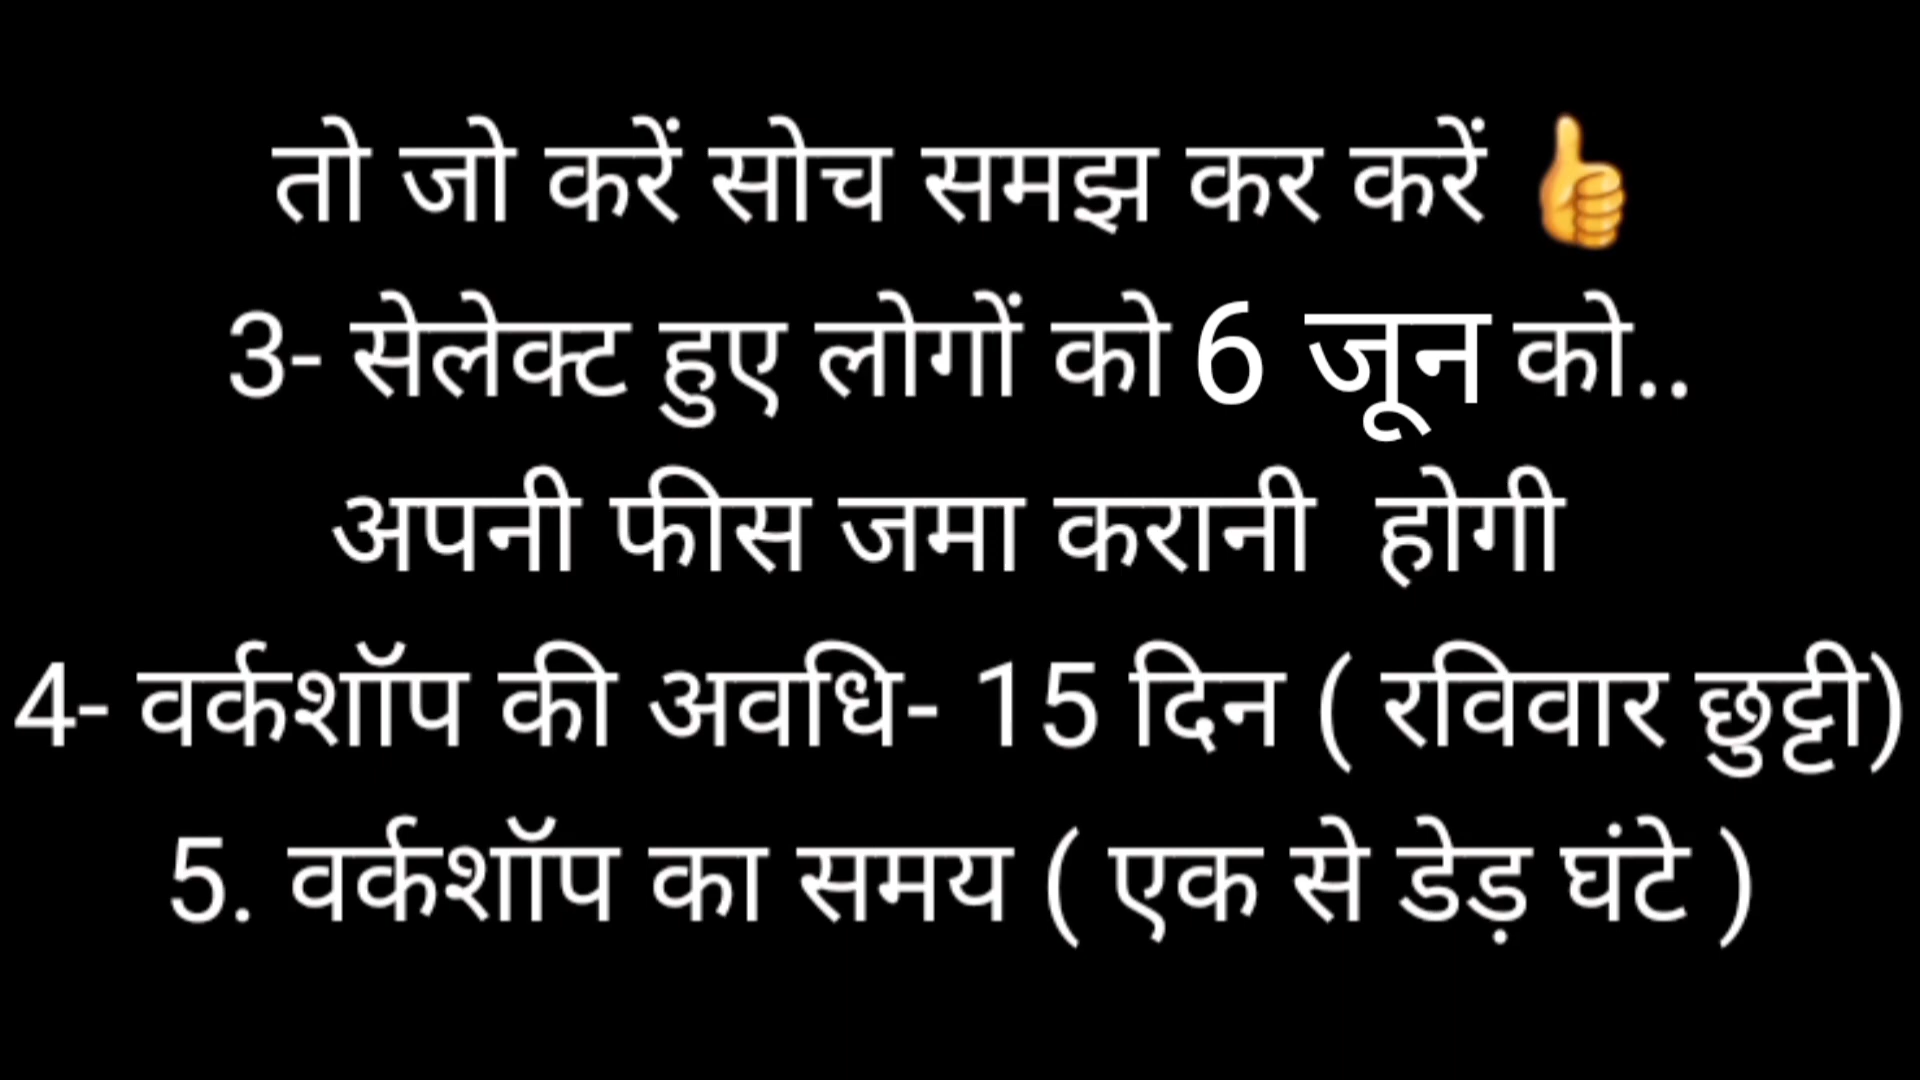 तो जो करें सोच समझ कर करें 👍
3- सेलेक्ट हुए लोगों को 6 जून को..
अपनी फीस जमा करानी होगी
4- वर्कशॉप की अवधि- 15 दिन ( रविवार छुट्टी)
5. वर्कशॉप का समय ( एक से डेड़ घंटे )